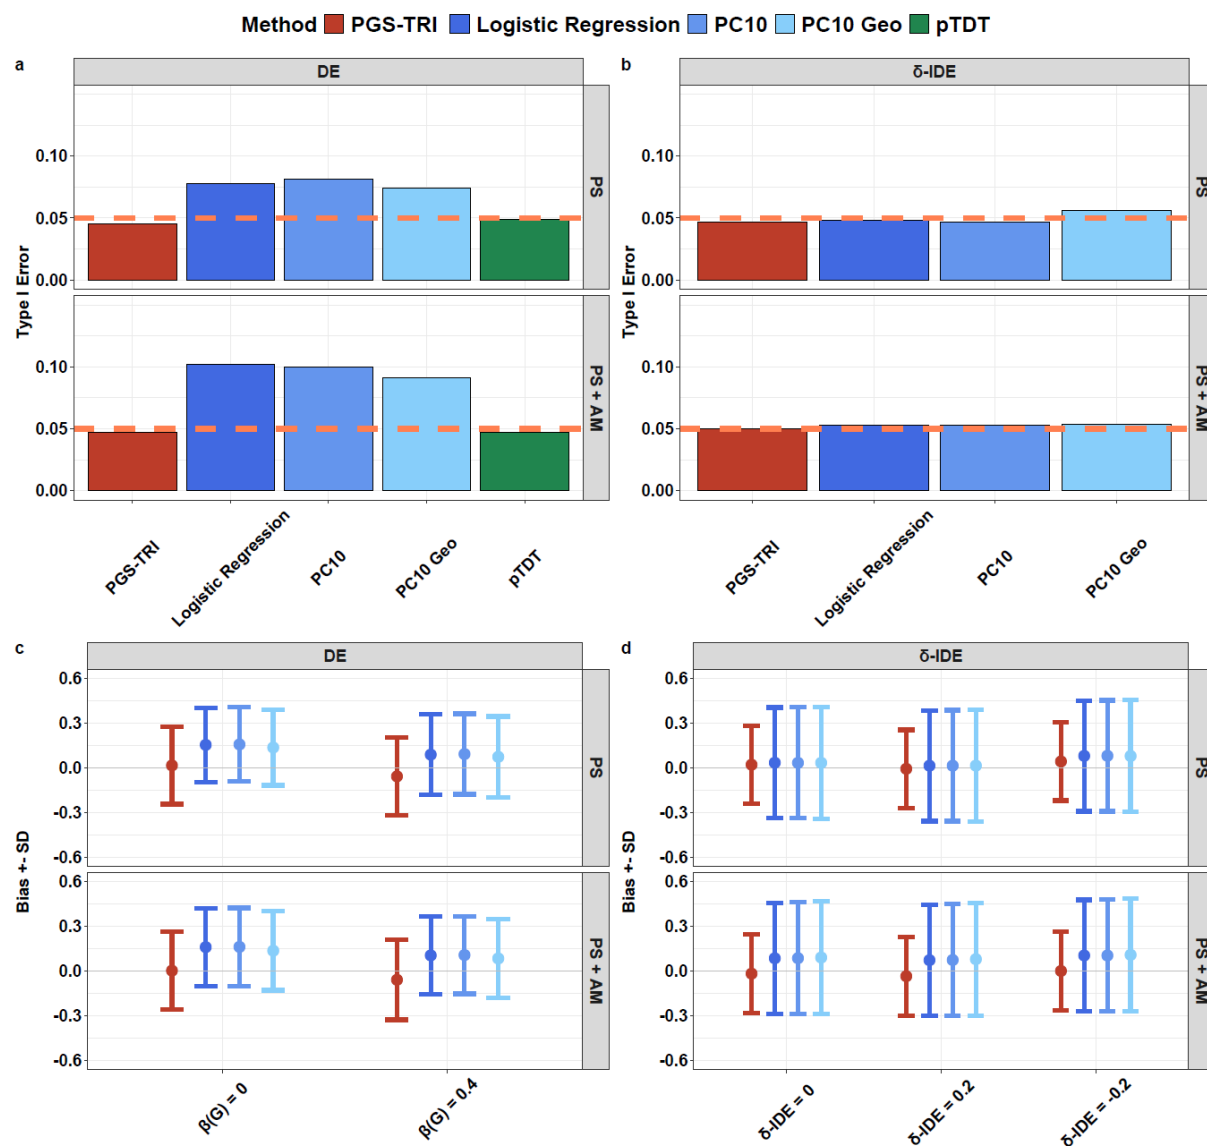 Method PGS-TRI Logistic Regression PC10 PC10 Geo pTDT
a
DE
Type I Error
0.10
0.05
0.00
PS
0.10
0.05
0.00
PS + AM
PGS-TRI
Logistic Regression
PC10
PC10 Geo
pTDT
b
δ-IDE
Type I Error
0.10
0.05
0.00
PS
0.10
0.05
0.00
PS + AM
PGS-TRI
Logistic Regression
PC10
PC10 Geo
c
DE
Bias +- SD
0.6
0.3
0.0
-0.3
-0.6
PS
0.6
0.3
0.0
-0.3
-0.6
PS + AM
β(G) = 0
β(G) = 0.4
d
δ-IDE
Bias +- SD
0.6
0.3
0.0
-0.3
-0.6
PS
0.6
0.3
0.0
-0.3
-0.6
PS + AM
δ-IDE = 0
δ-IDE = 0.2
δ-IDE = -0.2